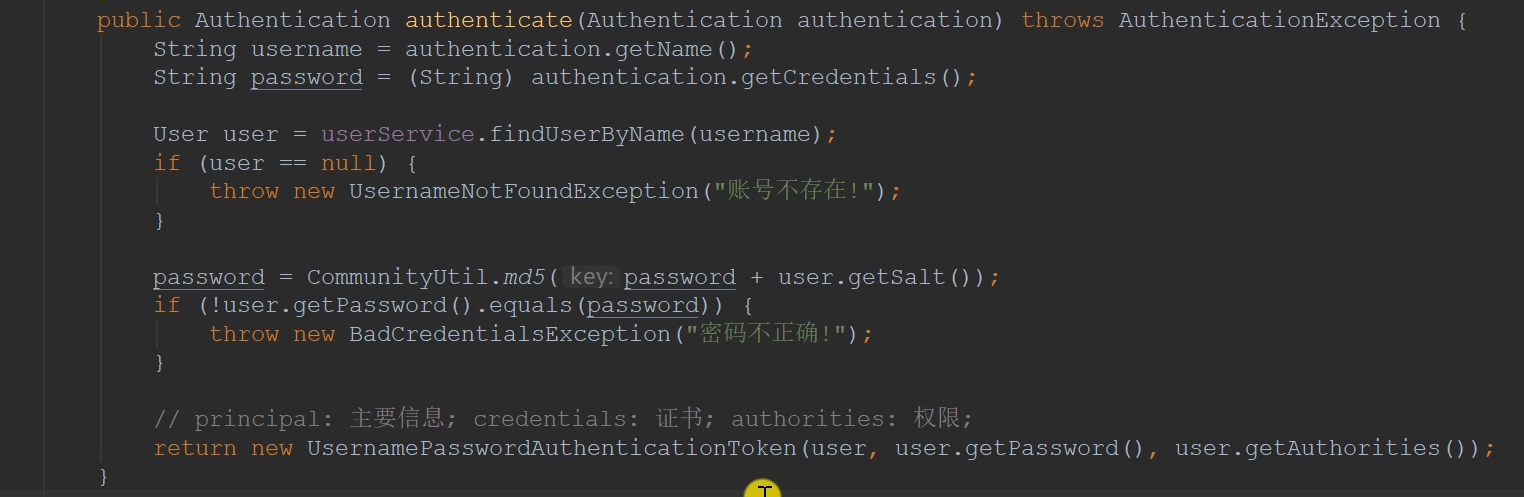 public Authentication authenticate(Authentication authentication) throws AuthenticationException {
String username = authentication.getName();
String password = (String) authentication.getCredentials();
User user = userService.findUserByName(username);
if (user == null) {
throw new UsernameNotFoundException("账号不存在!");
}
password = CommunityUtil.md5( key: password + user.getSalt());
if (!user.getPassword().equals(password)) {
throw new BadCredentialsException("密码不正确!");
}
// principal: 主要信息; credentials: 证书; authorities: 权限;
return new UsernamePasswordAuthenticationToken(user, user.getPassword(), user.getAuthorities());
}